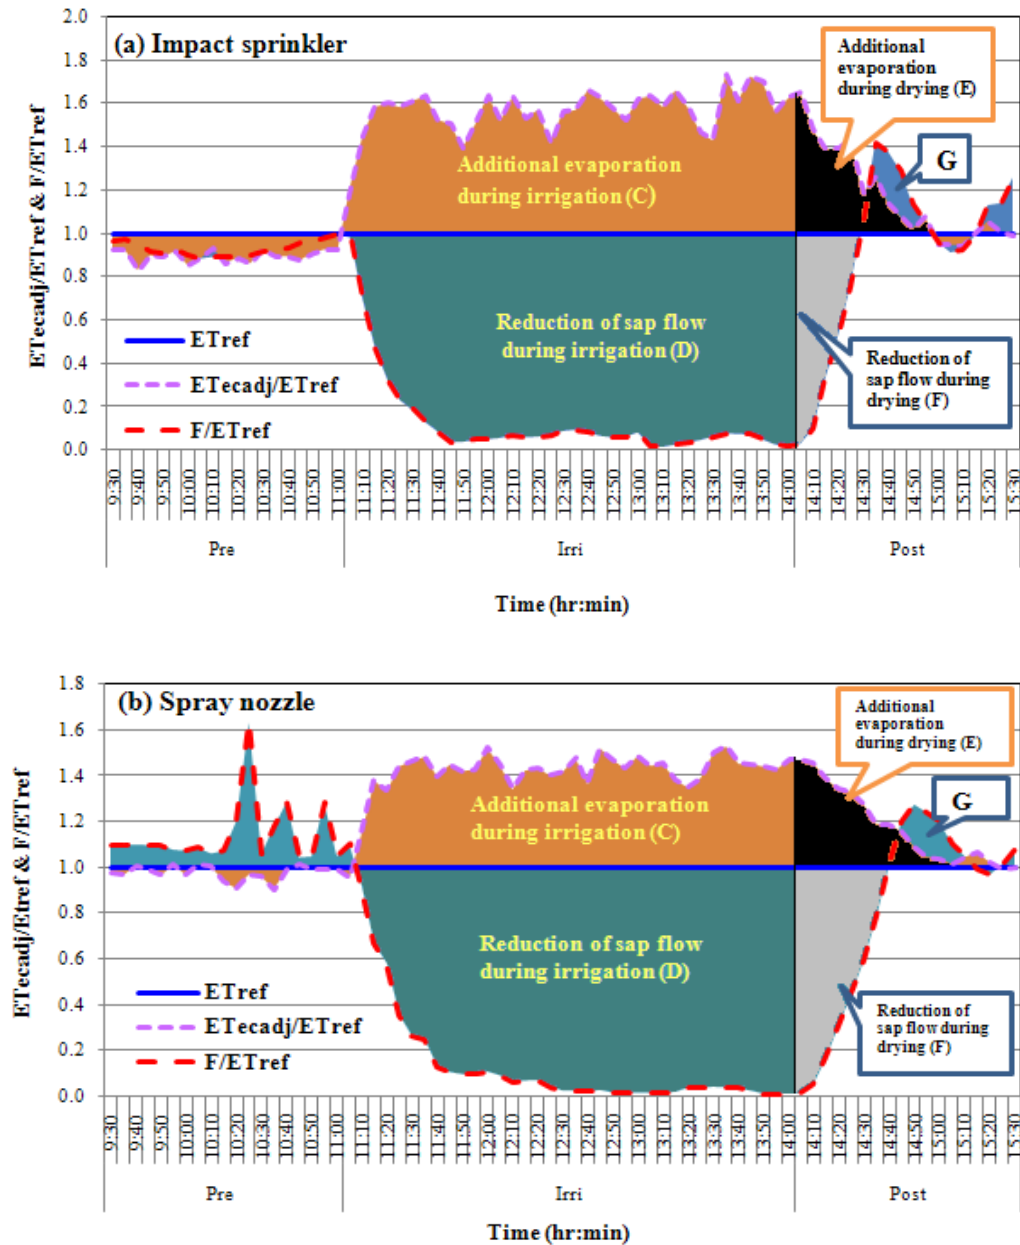 (a) Impact sprinkler
ETecadj/ETref & F/ETref
2.0
1.8
1.6
1.4
1.2
1.0
0.8
0.6
0.4
0.2
0.0
Additional
evaporation
during drying (E)
G
Additional evaporation
during irrigation (C)
Reduction of sap flow
during irrigation (D)
Reduction of
sap flow during
drying (F)
ETref
ETecadj/ETref
F/ETref
9:30
9:40
9:50
10:00
10:10
10:20
10:30
10:40
10:50
11:00
11:10
11:20
11:30
11:40
11:50
12:00
12:10
12:20
12:30
12:40
12:50
13:00
13:10
13:20
13:30
13:40
13:50
14:00
14:10
14:20
14:30
14:40
14:50
15:00
15:10
15:20
15:30
Pre
Irri
Post
Time (hr:min)
(b) Spray nozzle
ETecadj/Etref & F/ETref
1.8
1.6
1.4
1.2
1.0
0.8
0.6
0.4
0.2
0.0
Additional
evaporation
during drying (E)
G
Additional evaporation
during irrigation (C)
Reduction of sap flow
during irrigation (D)
Reduction of
sap flow during
drying (F)
ETref
ETecadj/ETref
F/ETref
9:30
9:40
9:50
10:00
10:10
10:20
10:30
10:40
10:50
11:00
11:10
11:20
11:30
11:40
11:50
12:00
12:10
12:20
12:30
12:40
12:50
13:00
13:10
13:20
13:30
13:40
13:50
14:00
14:10
14:20
14:30
14:40
14:50
15:00
15:10
15:20
15:30
Pre
Irri
Post
Time (hr:min)